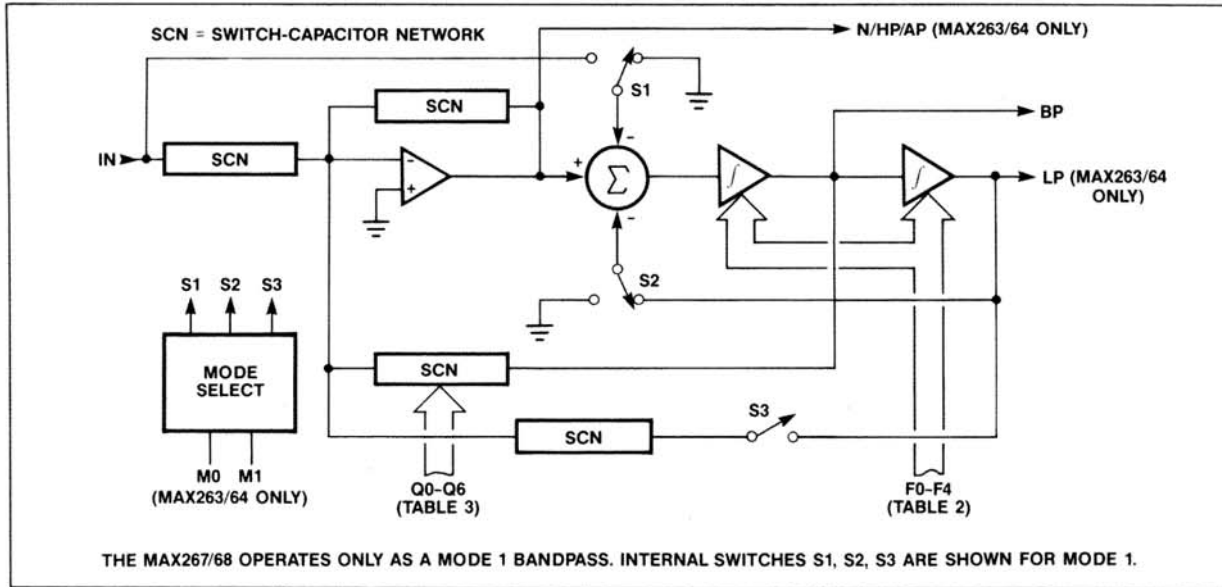 SCN = SWITCH-CAPACITOR NETWORK
N/HP/AP (MAX263/64 ONLY)
S1
SCN
BP
IN
SCN
-
+
+
-
Σ
-
∫
∫
LP (MAX263/64
ONLY)
S2
S1 S2 S3
MODE
SELECT
SCN
SCN
S3
M0 M1
(MAX263/64 ONLY)
Q0-Q6
(TABLE 3)
F0-F4
(TABLE 2)
THE MAX267/68 OPERATES ONLY AS A MODE 1 BANDPASS. INTERNAL SWITCHES S1, S2, S3 ARE SHOWN FOR MODE 1.